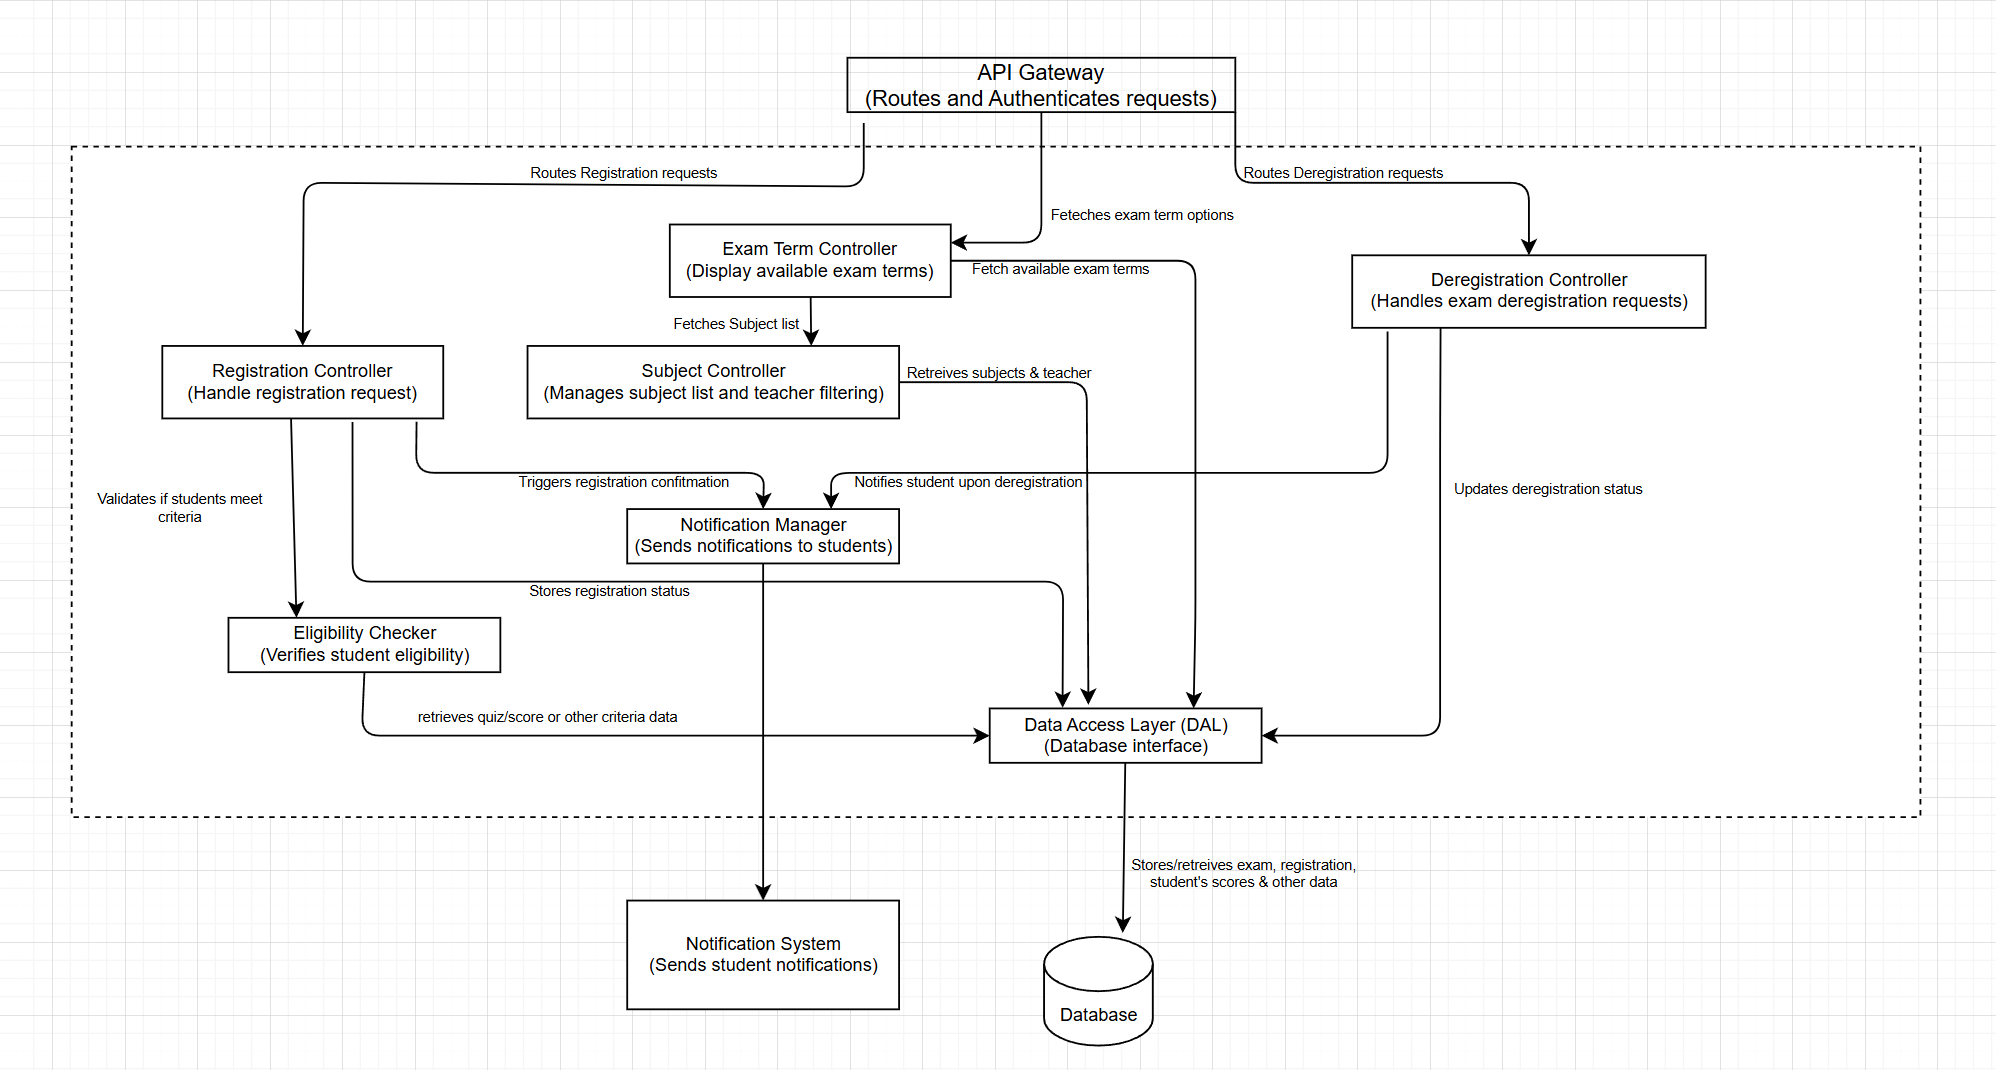 API Gateway
(Routes and Authenticates requests)
Routes Registration requests
Routes Deregistration requests
Feteches exam term options
Exam Term Controller
(Display available exam terms)
Fetch available exam terms
Deregistration Controller
(Handles exam deregistration requests)
Fetches Subject list
Registration Controller
(Handle registration request)
Subject Controller
(Manages subject list and teacher filtering)
Retreives subjects & teacher
Triggers registration confitmation
Notifies student upon deregistration
Updates deregistration status
Validates if students meet
criteria
Notification Manager
(Sends notifications to students)
Stores registration status
Eligibility Checker
(Verifies student eligibility)
retrieves quiz/score or other criteria data
Data Access Layer (DAL)
(Database interface)
Stores/retreives exam, registration,
student's scores & other data
Notification System
(Sends student notifications)
Database